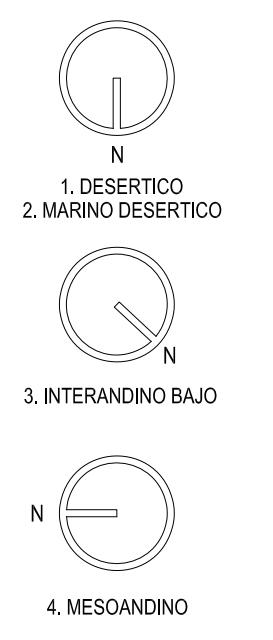 N
1. DESERTICO
2. MARINO DESERTICO
N
3. INTERANDINO BAJO
N
4. MESOANDINO